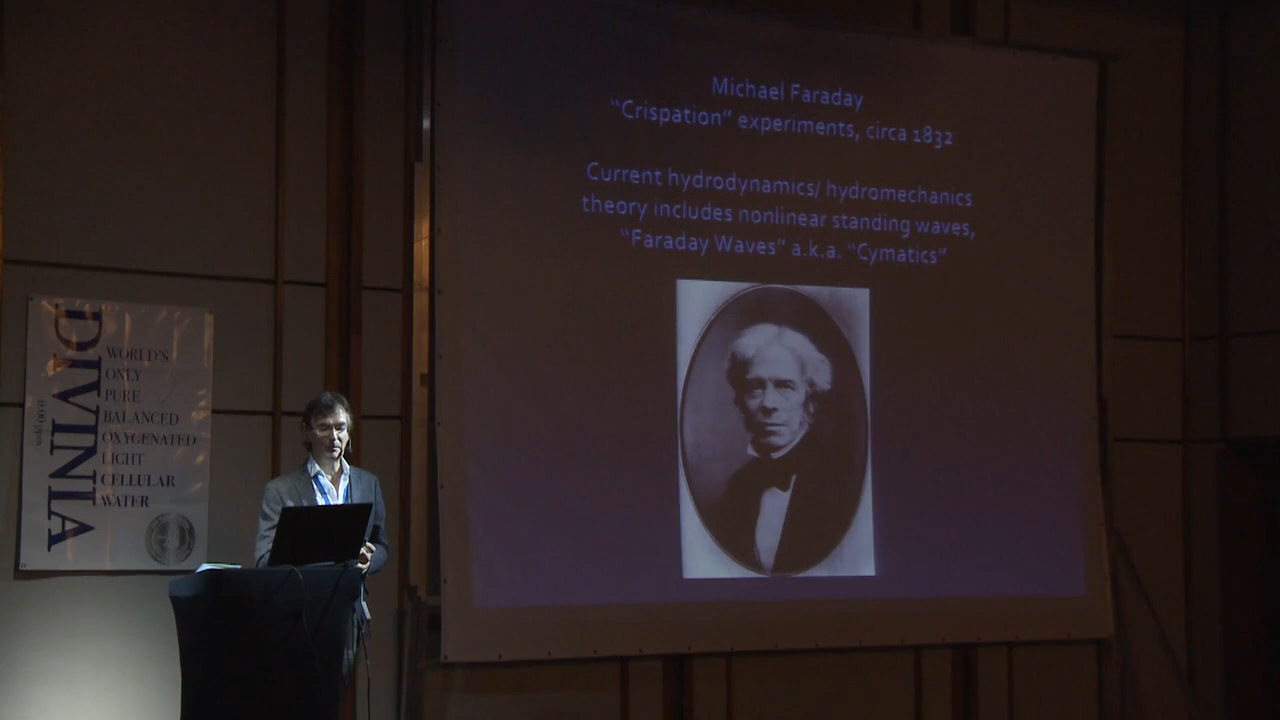 Michael Faraday
"Crispation" experiments, circa 1832
Current hydrodynamics/ hydromechanics
theory includes nonlinear standing waves,
"Faraday Waves" a.k.a. "Cymatics"
DIVINIA
WORLD'S
ONLY
PURE
BALANCED
OXYGENATED
LIGHT
CELLULAR
WATER